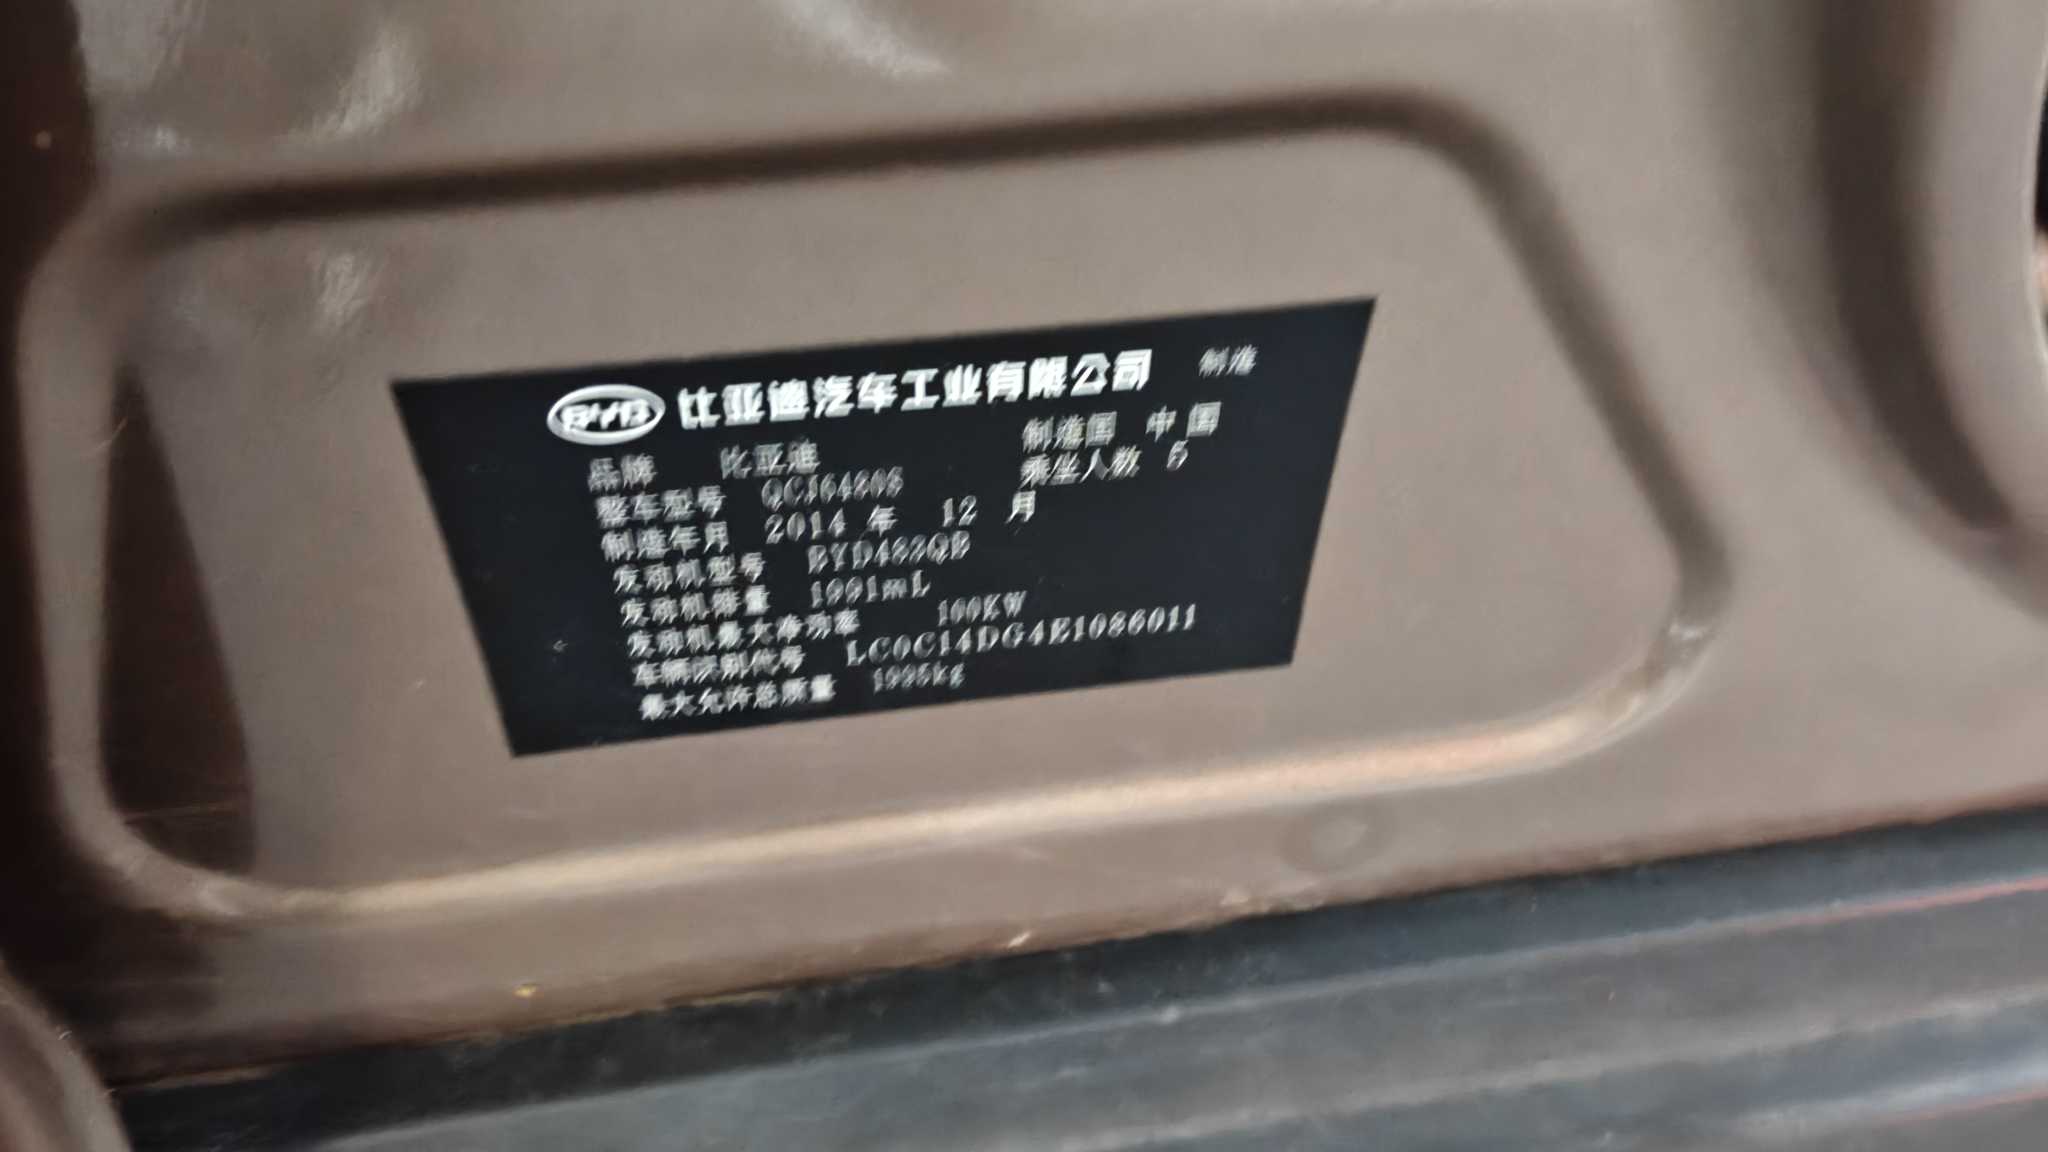 BYD 比亚迪汽车工业有限公司 制造
品牌 比亚迪 制造国 中国
整车型号 QCJ6480S 乘坐人数 5
制造年月 2014 年 12 月
发动机型号 BYD483QB
发动机排量 1991mL
发动机最大净功率 100KW
车辆识别代号 LC0C14DG4E1086011
最大允许总质量 1995kg